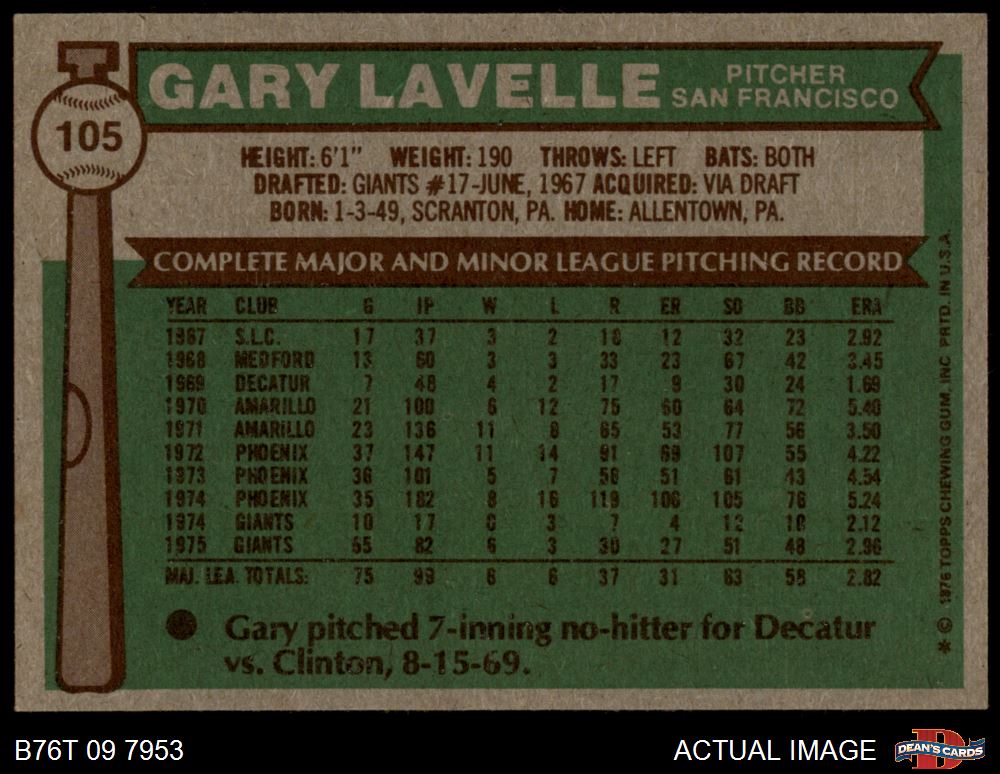 GARY LAVELLE PITCHER
SAN FRANCISCO
105
HEIGHT: 6'1" WEIGHT: 190 THROWS: LEFT BATS: BOTH
DRAFTED: GIANTS #17-JUNE, 1967 ACQUIRED: VIA DRAFT
BORN: 1-3-49, SCRANTON, PA. HOME: ALLENTOWN, PA.
COMPLETE MAJOR AND MINOR LEAGUE PITCHING RECORD
YEAR CLUB G IP W L R ER SO BB ERA
1967 S.L.C. 17 37 3 2 18 12 32 23 2.92
1968 MEDFORD 13 60 3 3 33 23 67 42 3.45
1969 DECATUR 7 48 4 2 17 9 30 24 1.69
1970 AMARILLO 21 100 6 12 75 60 64 72 5.40
1971 AMARILLO 23 136 11 8 65 53 77 56 3.50
1972 PHOENIX 37 147 11 14 91 69 107 55 4.22
1973 PHOENIX 36 101 5 7 56 51 61 43 4.54
1974 PHOENIX 35 182 8 16 119 106 105 76 5.24
1974 GIANTS 10 17 0 3 7 4 12 10 2.12
1975 GIANTS 65 82 6 3 30 27 51 48 2.96
MAJ. LEA. TOTALS: 75 99 6 6 37 31 63 58 2.82
● Gary pitched 7-inning no-hitter for Decatur
vs. Clinton, 8-15-69.
* © 1976 TOPPS CHEWING GUM, INC PRTD. IN U.S.A.
B76T 09 7953 ACTUAL IMAGE
D
DEAN'S CARDS